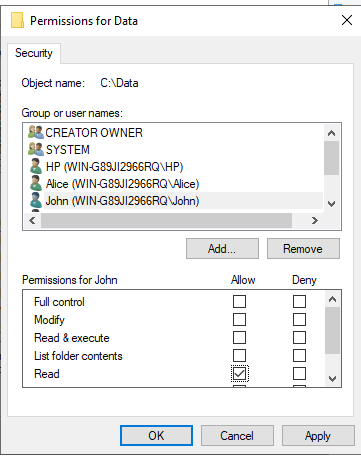 Permissions for Data
Security
Object name: C:\Data
Group or user names:
CREATOR OWNER
SYSTEM
HP (WIN-G89JI2966RQ\HP)
Alice (WIN-G89JI2966RQ\Alice)
John (WIN-G89JI2966RQ\John)
Add... Remove
Permissions for John Allow Deny
Full control
Modify
Read & execute
List folder contents
Read
OK Cancel Apply